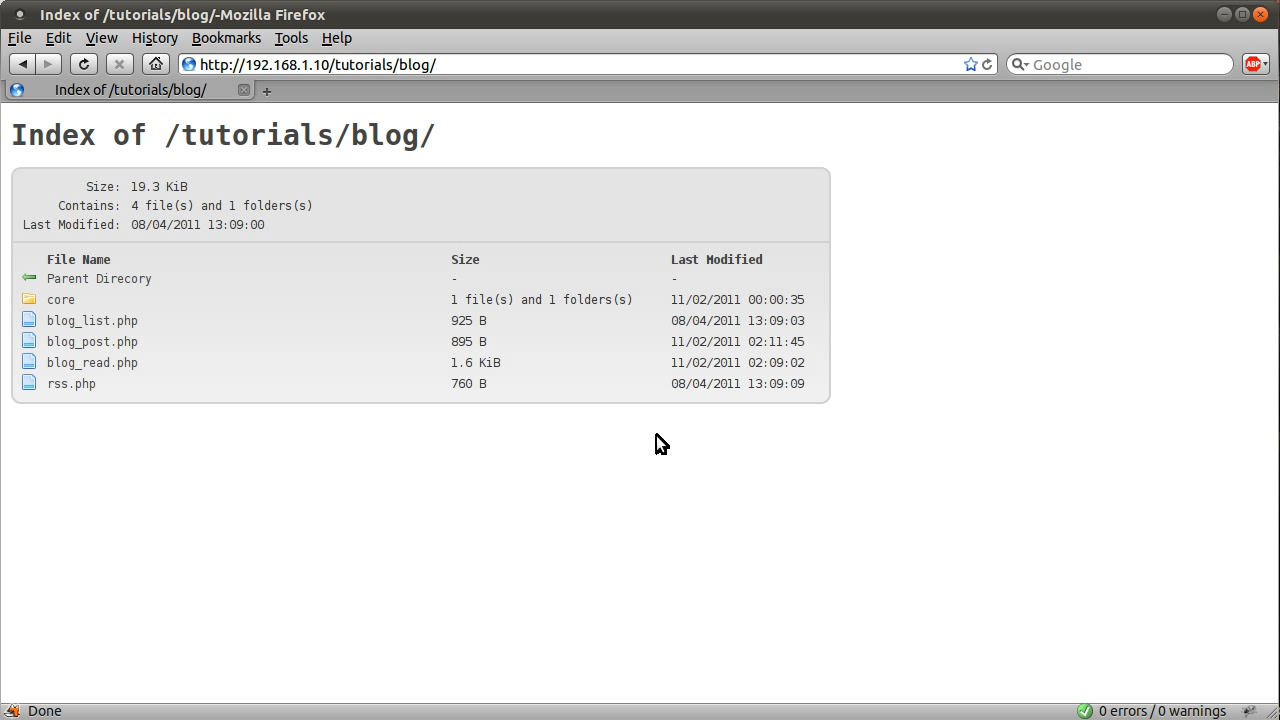 Index of /tutorials/blog/-Mozilla Firefox
File Edit View History Bookmarks Tools Help
http://192.168.1.10/tutorials/blog/ Google ABP
Index of /tutorials/blog/
Index of /tutorials/blog/
Size: 19.3 KiB
Contains: 4 file(s) and 1 folders(s)
Last Modified: 08/04/2011 13:09:00
File Name Size Last Modified
Parent Direcory - -
core 1 file(s) and 1 folders(s) 11/02/2011 00:00:35
blog_list.php 925 B 08/04/2011 13:09:03
blog_post.php 895 B 11/02/2011 02:11:45
blog_read.php 1.6 KiB 11/02/2011 02:09:02
rss.php 760 B 08/04/2011 13:09:09
Done 0 errors / 0 warnings